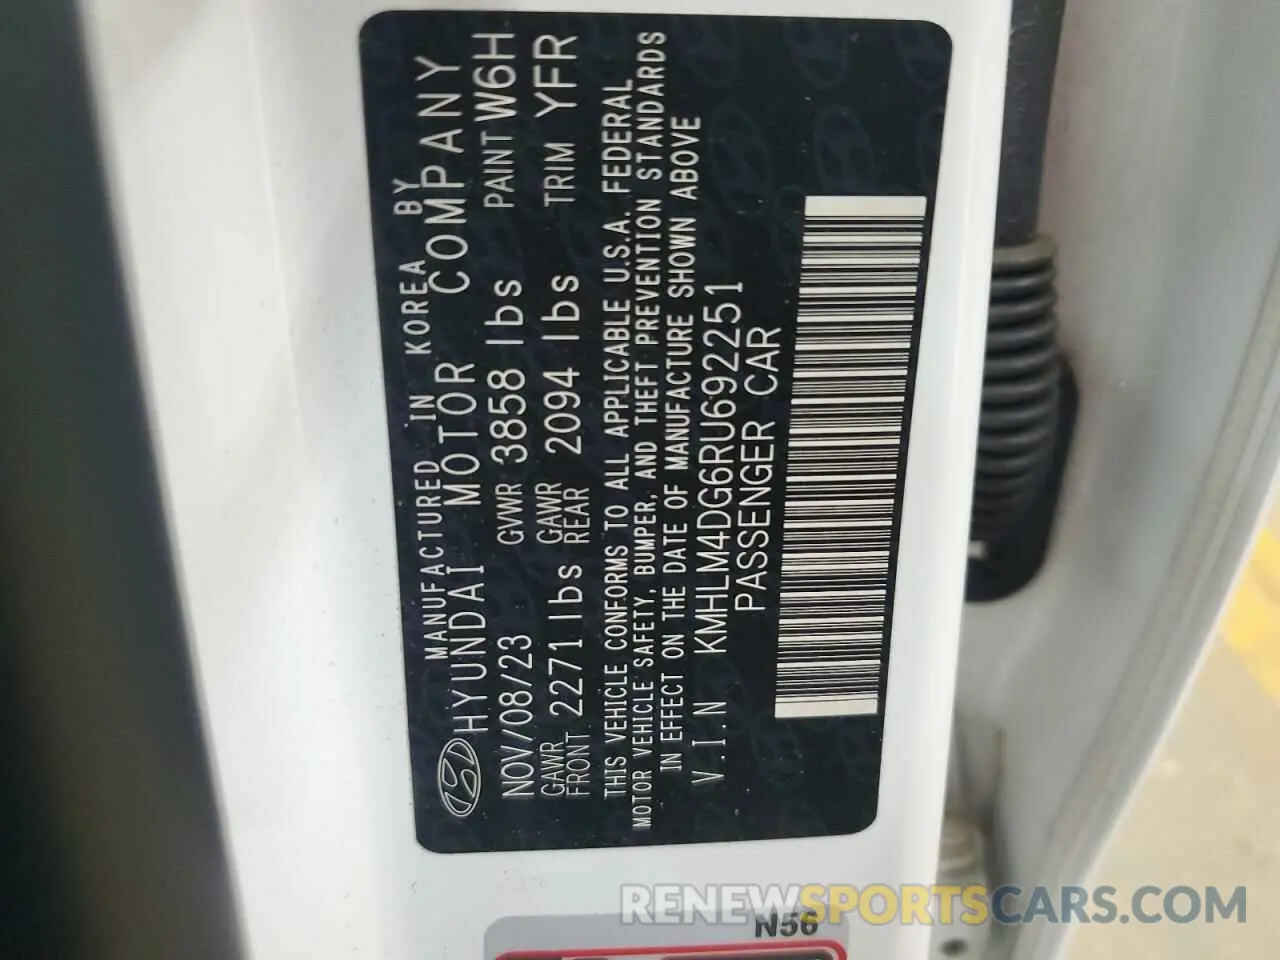 MANUFACTURED IN KOREA BY
HYUNDAI MOTOR COMPANY
NOV/08/23 GVWR 3858 lbs PAINT W6H
GAWR FRONT 2271 lbs GAWR REAR 2094 lbs TRIM YFR
THIS VEHICLE CONFORMS TO ALL APPLICABLE U.S.A. FEDERAL
MOTOR VEHICLE SAFETY, BUMPER, AND THEFT PREVENTION STANDARDS
IN EFFECT ON THE DATE OF MANUFACTURE SHOWN ABOVE
V.I.N KMHLM4DG6RU692251
PASSENGER CAR
N56
RENEWSPORTSCARS.COM